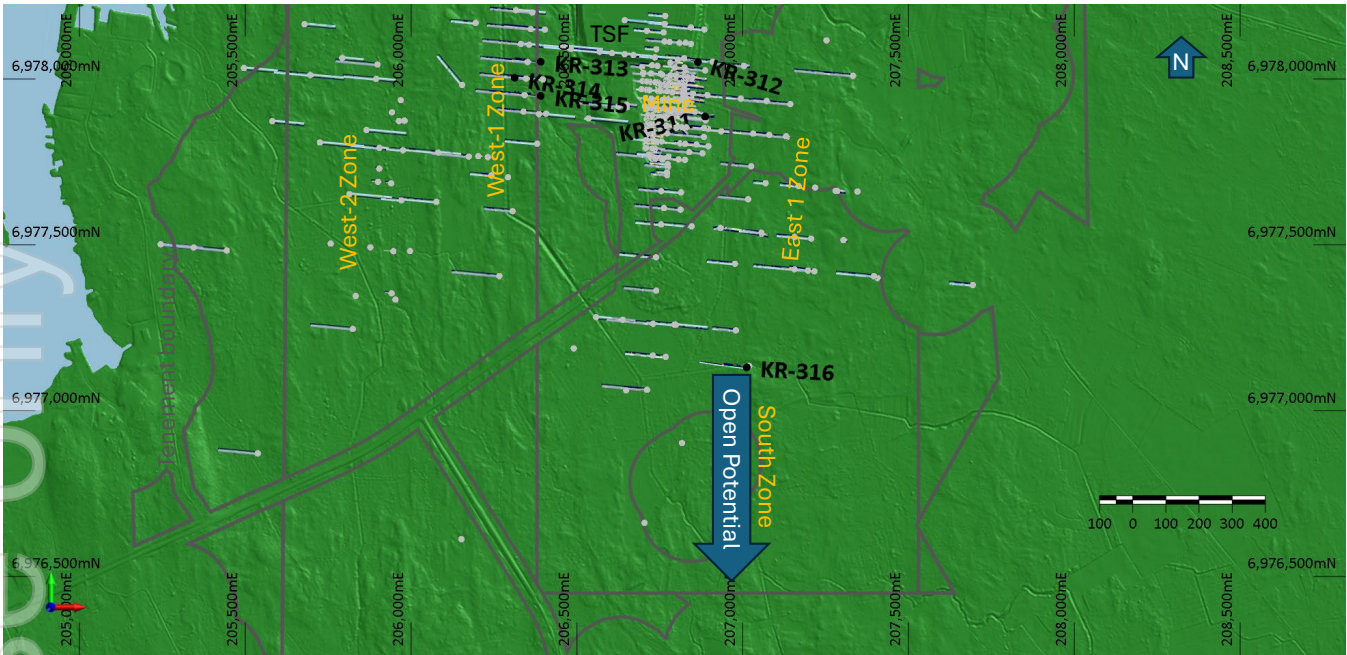 205,000mE
205,500mE
206,000mE
206,500mE
207,000mE
207,500mE
208,000mE
208,500mE
N
TSF
6,978,000mN
6,978,000mN
KR-313
KR-312
KR-314
KR-315
Mine
KR-311
West-2 Zone
West-1 Zone
East 1 Zone
6,977,500mN
6,977,500mN
Tenement boundary
KR-316
6,977,000mN
6,977,000mN
Open Potential
South Zone
100 0 100 200 300 400
6,976,500mN
6,976,500mN
205,000mE
205,500mE
206,000mE
206,500mE
207,000mE
207,500mE
208,000mE
208,500mE
se only